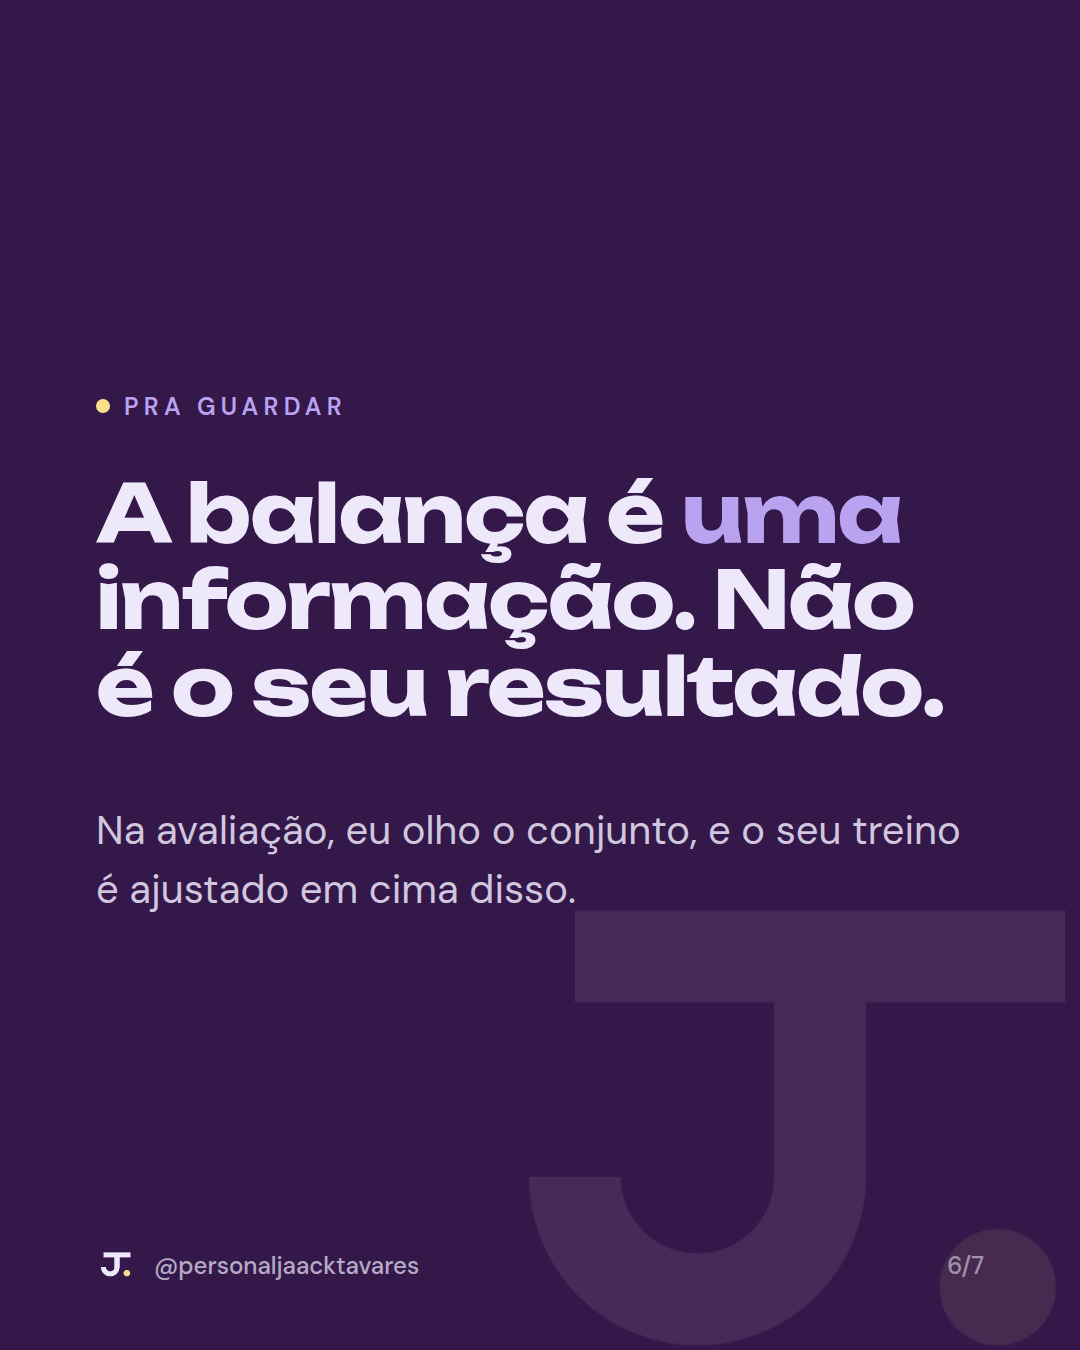 PRA GUARDAR
A balança é uma
informação. Não
é o seu resultado.
Na avaliação, eu olho o conjunto, e o seu treino
é ajustado em cima disso.
JT. @personaljaacktavares 6/7